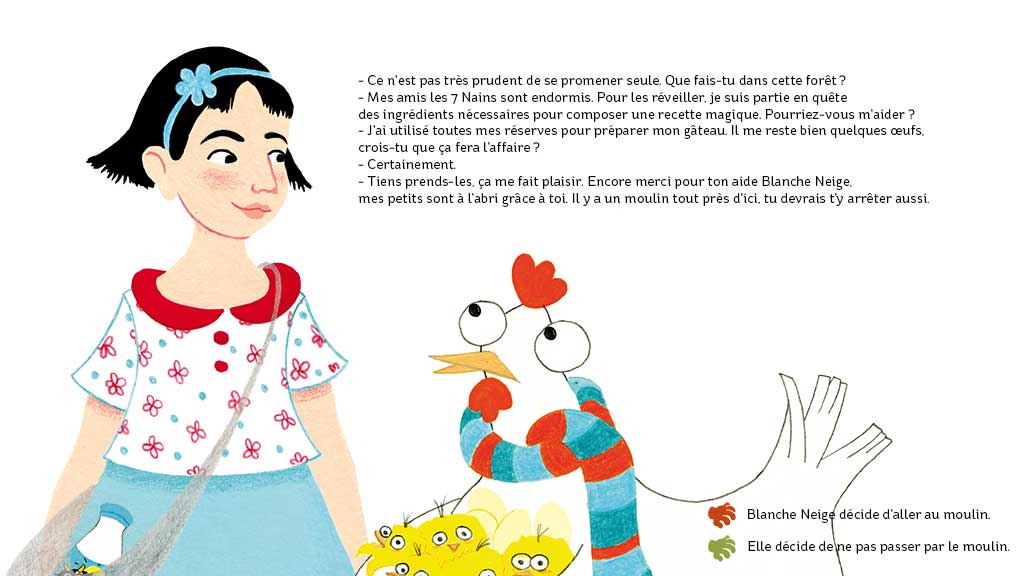 - Ce n'est pas très prudent de se promener seule. Que fais-tu dans cette forêt ?
- Mes amis les 7 Nains sont endormis. Pour les réveiller, je suis partie en quête
des ingrédients nécessaires pour composer une recette magique. Pourriez-vous m'aider ?
- J'ai utilisé toutes mes réserves pour préparer mon gâteau. Il me reste bien quelques œufs,
crois-tu que ça fera l'affaire ?
- Certainement.
- Tiens prends-les, ça me fait plaisir. Encore merci pour ton aide Blanche Neige,
mes petits sont à l'abri grâce à toi. Il y a un moulin tout près d'ici, tu devrais t'y arrêter aussi.
Blanche Neige décide d'aller au moulin.
Elle décide de ne pas passer par le moulin.